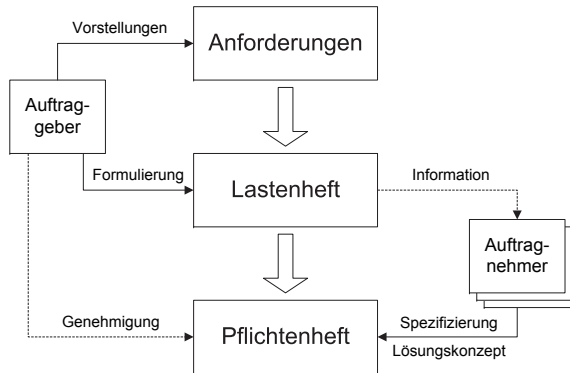 Vorstellungen
Anforderungen
Auftrag-
geber
Formulierung
Lastenheft
Information
Auftrag-
nehmer
Genehmigung
Pflichtenheft
Spezifizierung
Lösungskonzept